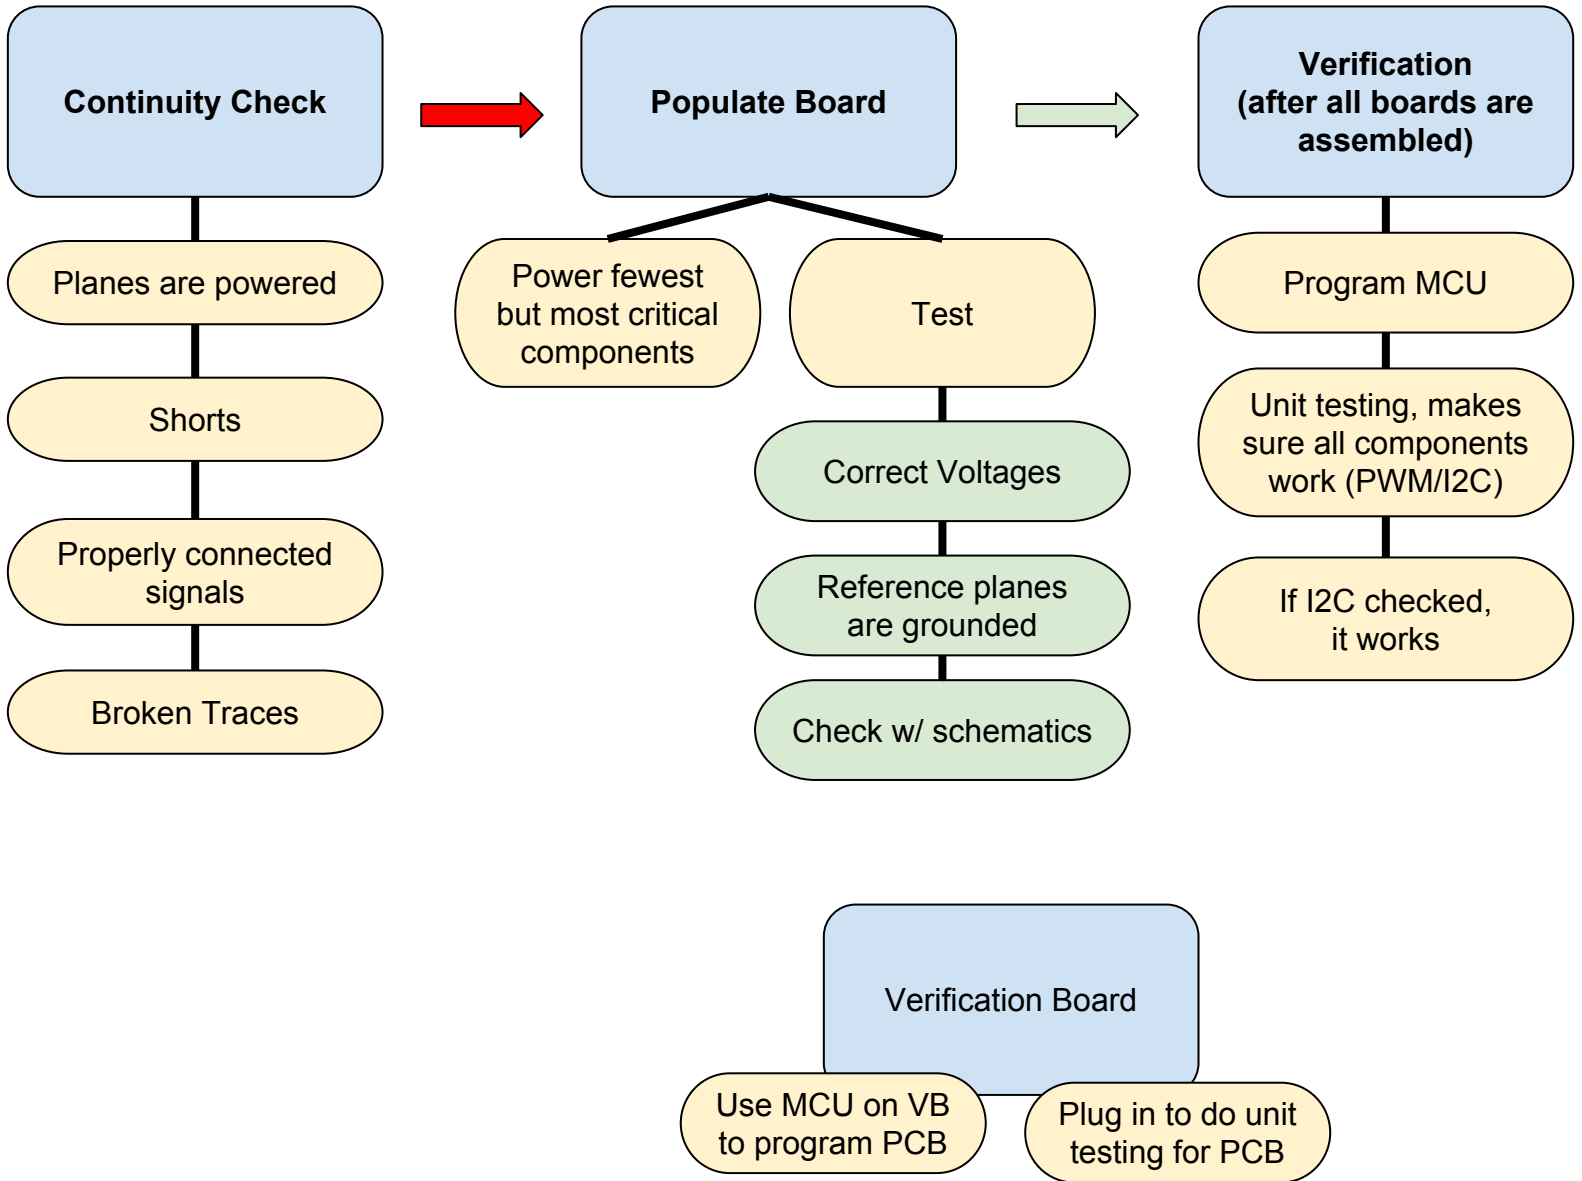 Continuity Check
Planes are powered
Shorts
Properly connected
signals
Broken Traces
Populate Board
Power fewest
but most critical
components
Test
Correct Voltages
Reference planes
are grounded
Check w/ schematics
Verification
(after all boards are
assembled)
Program MCU
Unit testing, makes
sure all components
work (PWM/I2C)
If I2C checked,
it works
Verification Board
Use MCU on VB
to program PCB
Plug in to do unit
testing for PCB